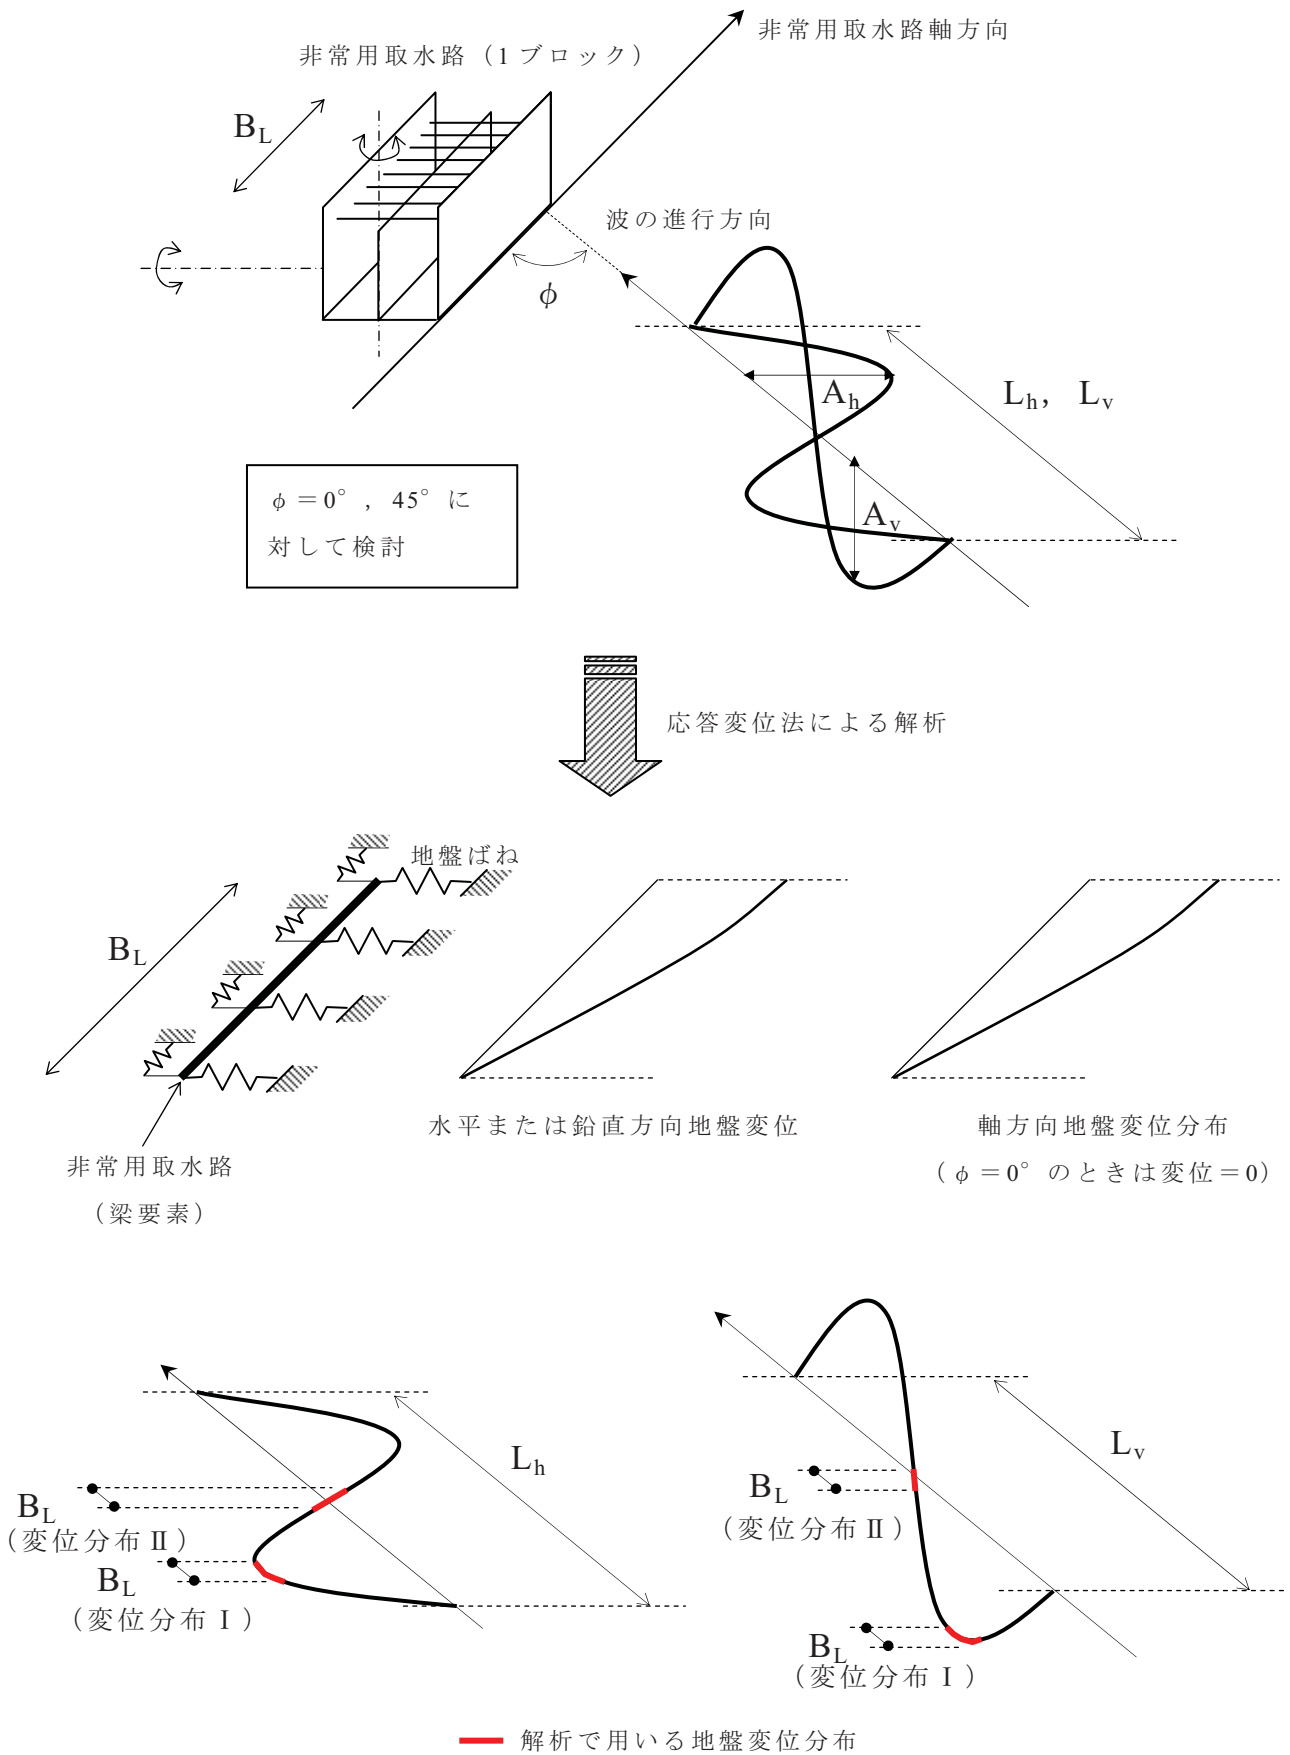 非常用取水路軸方向
非常用取水路（1 ブロック）
BL
波の進行方向
φ
Ah
Lh， Lv
Av
φ＝0°，45°に
対して検討
応答変位法による解析
地盤ばね
BL
水平または鉛直方向地盤変位
軸方向地盤変位分布
（φ＝0°のときは変位＝0）
非常用取水路
（梁要素）
Lh
BL
（変位分布Ⅱ）
BL
（変位分布Ⅰ）
Lv
BL
（変位分布Ⅱ）
BL
（変位分布Ⅰ）
解析で用いる地盤変位分布